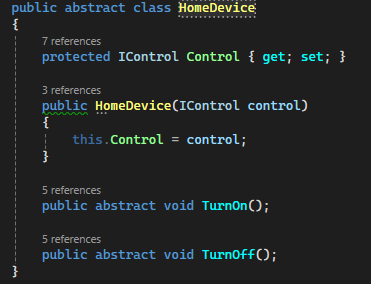 public abstract class HomeDevice
{
7 references
protected IControl Control { get; set; }
3 references
public HomeDevice(IControl control)
{
this.Control = control;
}
5 references
public abstract void TurnOn();
5 references
public abstract void TurnOff();
}